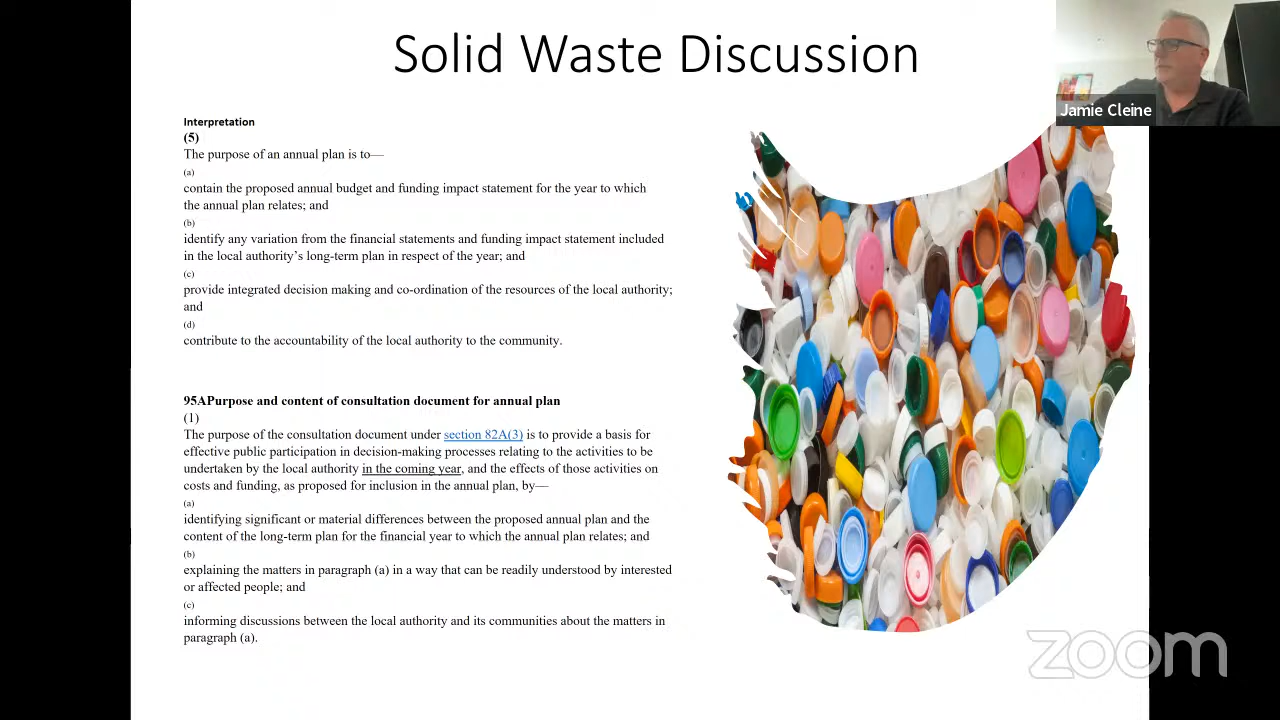 Solid Waste Discussion
Jamie Cleine
Interpretation
(5)
The purpose of an annual plan is to—
(a)
contain the proposed annual budget and funding impact statement for the year to which
the annual plan relates; and
(b)
identify any variation from the financial statements and funding impact statement included
in the local authority's long-term plan in respect of the year; and
(c)
provide integrated decision making and co-ordination of the resources of the local authority;
and
(d)
contribute to the accountability of the local authority to the community.
95APurpose and content of consultation document for annual plan
(1)
The purpose of the consultation document under section 82A(3) is to provide a basis for
effective public participation in decision-making processes relating to the activities to be
undertaken by the local authority in the coming year, and the effects of those activities on
costs and funding, as proposed for inclusion in the annual plan, by—
(a)
identifying significant or material differences between the proposed annual plan and the
content of the long-term plan for the financial year to which the annual plan relates; and
(b)
explaining the matters in paragraph (a) in a way that can be readily understood by interested
or affected people; and
(c)
informing discussions between the local authority and its communities about the matters in
paragraph (a).
zoom